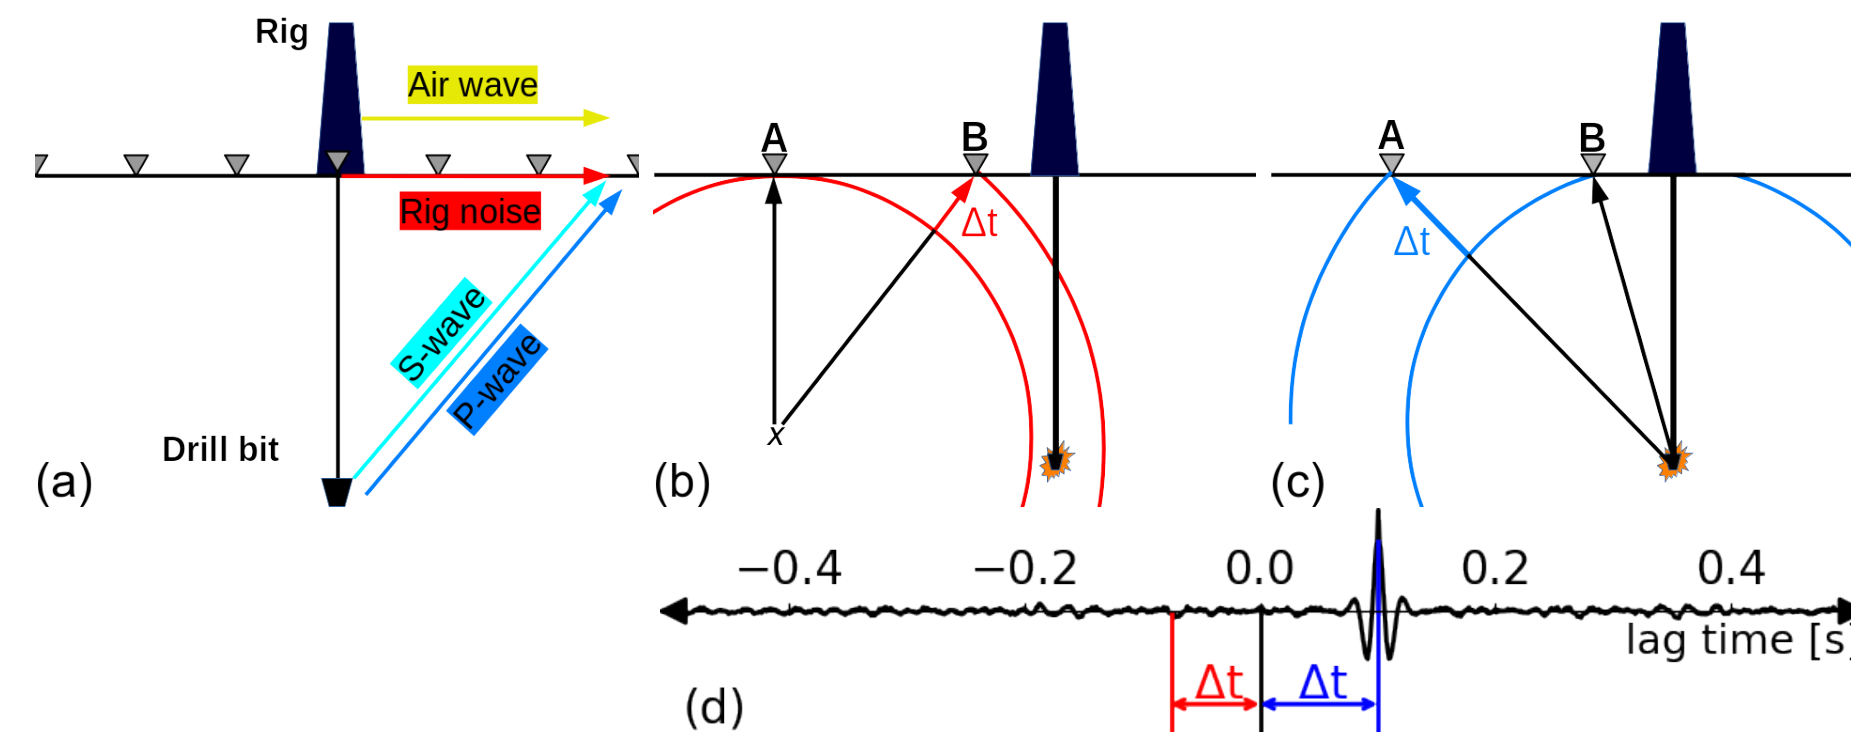 Rig
Air wave
Rig noise
S-wave
P-wave
Drill bit
(a)
A
B
Δt
x
(b)
A
B
Δt
(c)
−0.4
−0.2
0.0
0.2
0.4
lag time [s]
Δt
Δt
(d)